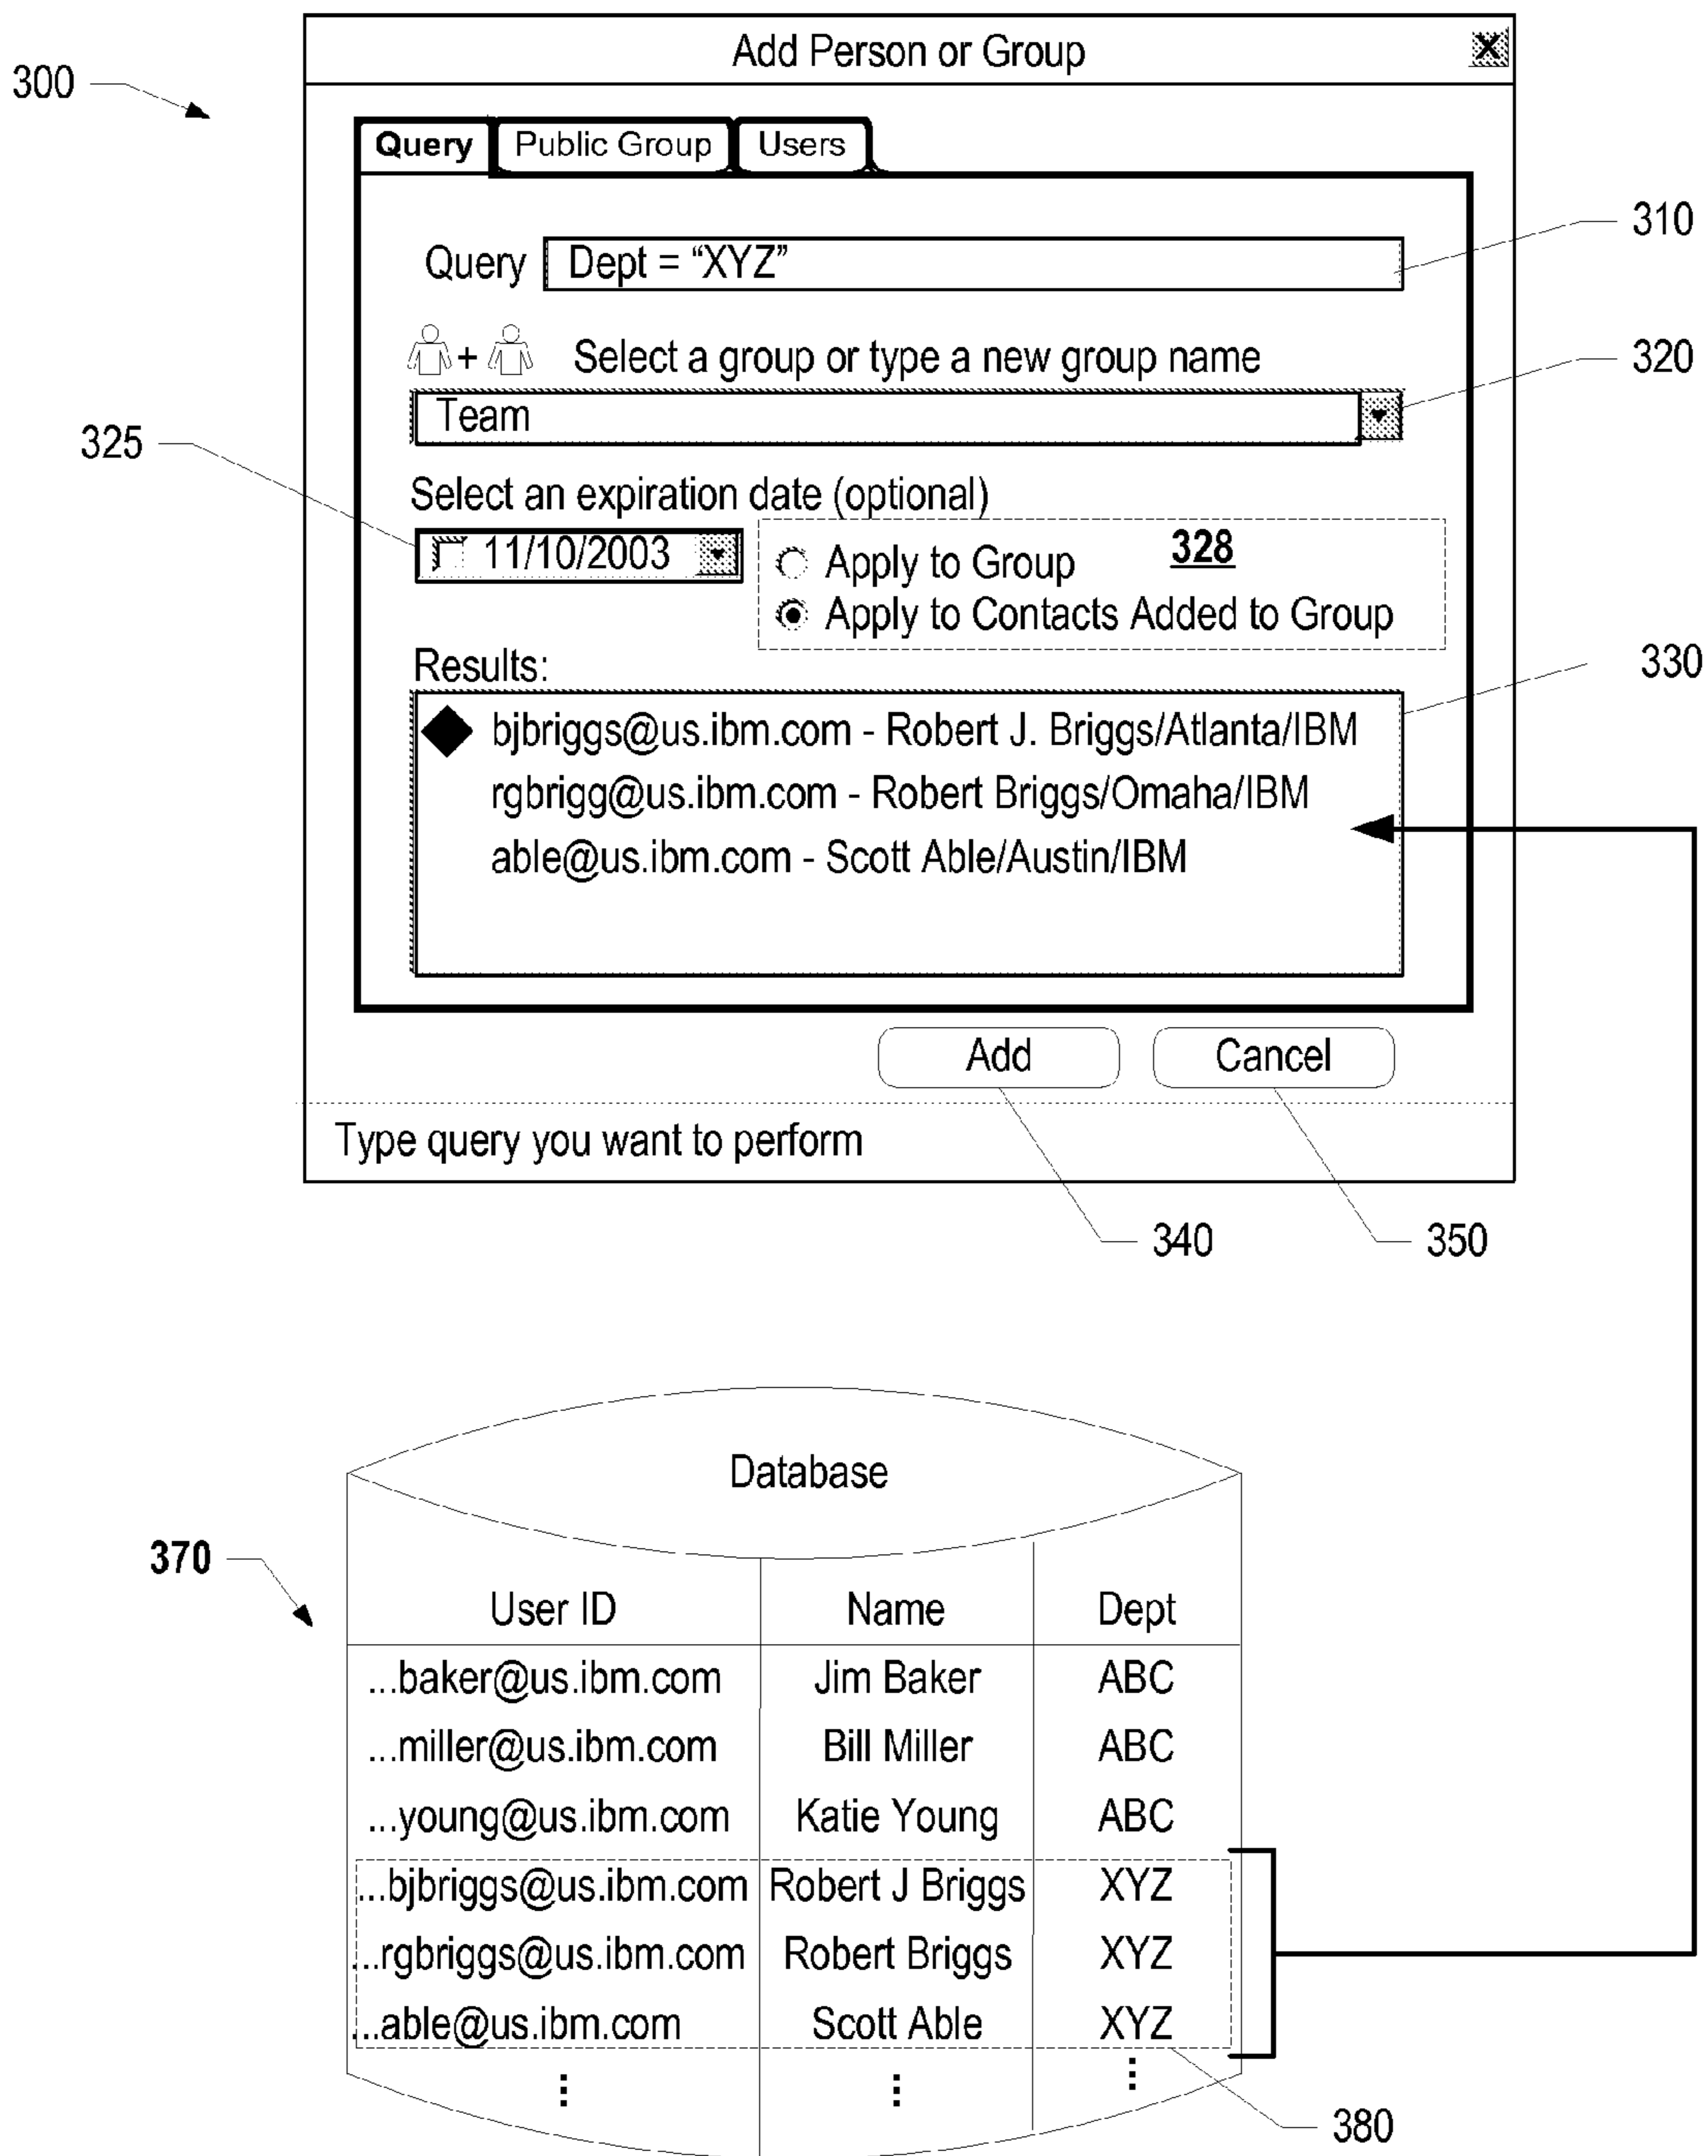 Add Person or Group X
300
Query Public Group Users
310
Query Dept = “XYZ”
+ Select a group or type a new group name
320
Team
325
Select an expiration date (optional)
11/10/2003
Apply to Group 328
Apply to Contacts Added to Group
Results:
330
bjbriggs@us.ibm.com - Robert J. Briggs/Atlanta/IBM
rgbrigg@us.ibm.com - Robert Briggs/Omaha/IBM
able@us.ibm.com - Scott Able/Austin/IBM
Add Cancel
Type query you want to perform
340 350
Database
370
User ID Name Dept
...baker@us.ibm.com Jim Baker ABC
...miller@us.ibm.com Bill Miller ABC
...young@us.ibm.com Katie Young ABC
...bjbriggs@us.ibm.com Robert J Briggs XYZ
...rgbriggs@us.ibm.com Robert Briggs XYZ
...able@us.ibm.com Scott Able XYZ
⋮ ⋮ ⋮
380